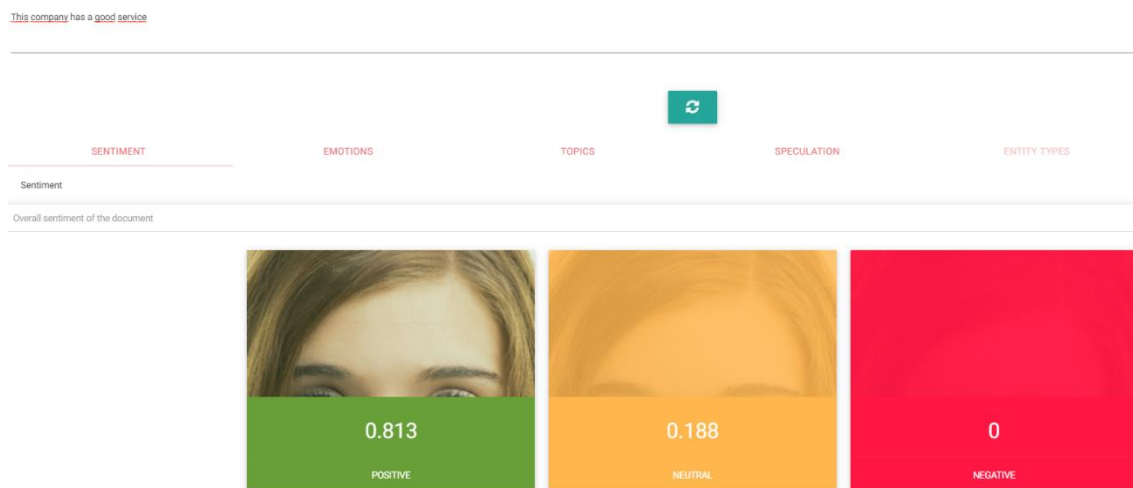 This company has a good service
SENTIMENT EMOTIONS TOPICS SPECULATION ENTITY TYPES
Sentiment
Overall sentiment of the document
0.813 0.188 0
POSITIVE NEUTRAL NEGATIVE